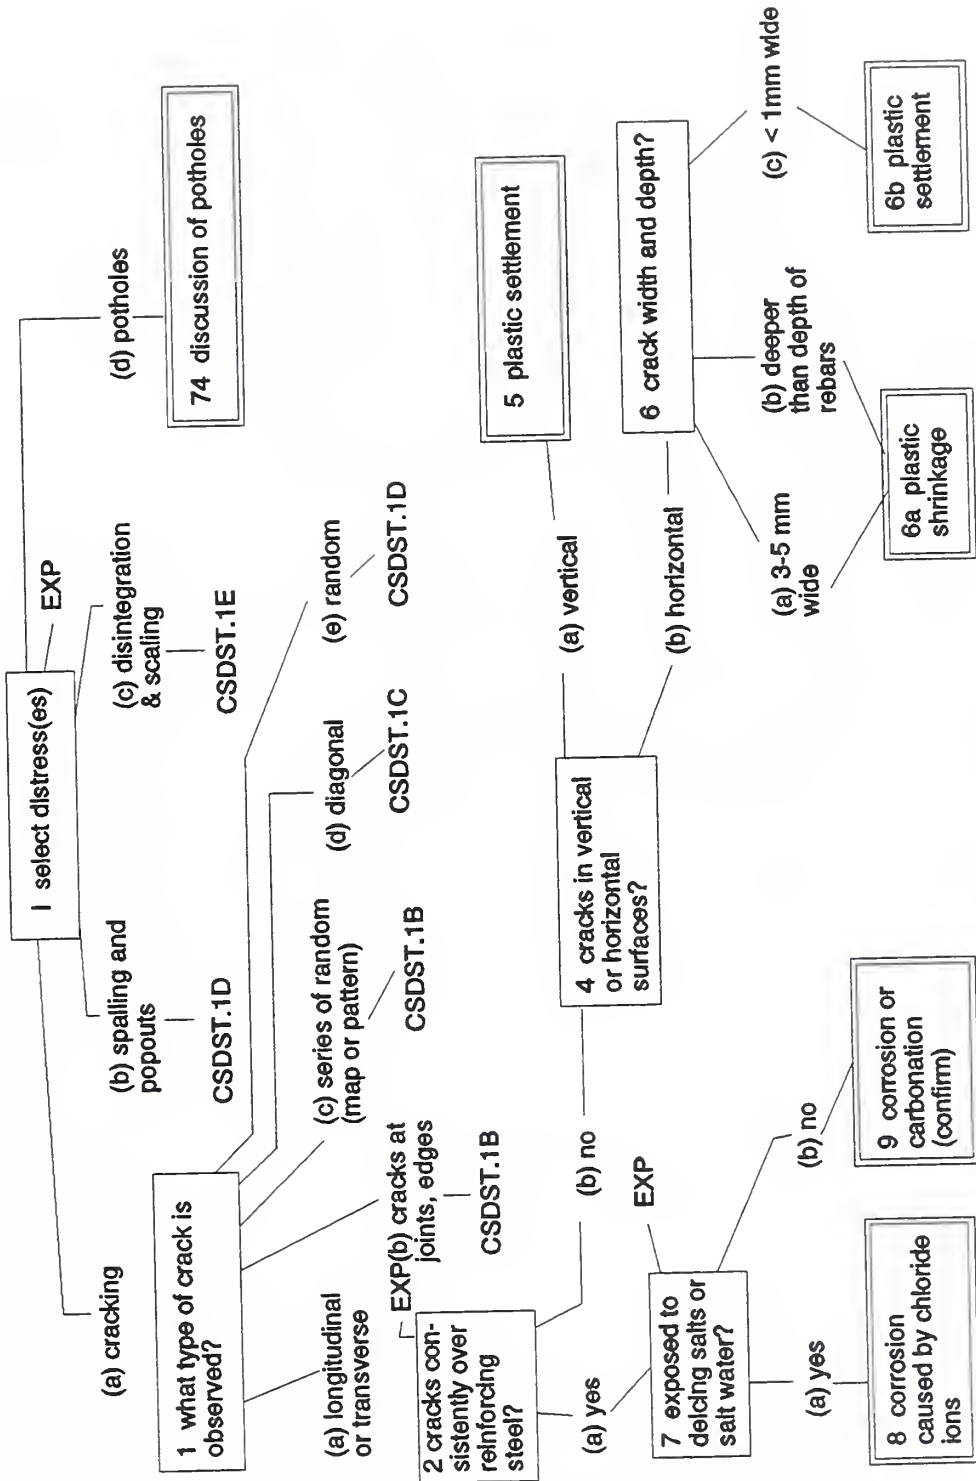 I select distress(es)
EXP
(a) cracking
(b) spalling and
popouts
CSDST.1D
(c) disintegration
& scaling
CSDST.1E
(d) potholes
74 discussion of potholes
1 what type of crack is
observed?
(a) longitudinal
or transverse
EXP
(b) cracks at
joints, edges
CSDST.1B
(c) series of random
(map or pattern)
CSDST.1B
(d) diagonal
CSDST.1C
(e) random
CSDST.1D
2 cracks con-
sistently over
reinforcing
steel?
(a) yes
(b) no
4 cracks in vertical
or horizontal
surfaces?
(a) vertical
5 plastic settlement
(b) horizontal
6 crack width and depth?
(a) 3-5 mm
wide
(b) deeper
than depth of
rebars
(c) < 1mm wide
6a plastic
shrinkage
6b plastic
settlement
EXP
7 exposed to
deicing salts or
salt water?
(a) yes
(b) no
8 corrosion
caused by chloride
ions
9 corrosion or
carbonation
(confirm)